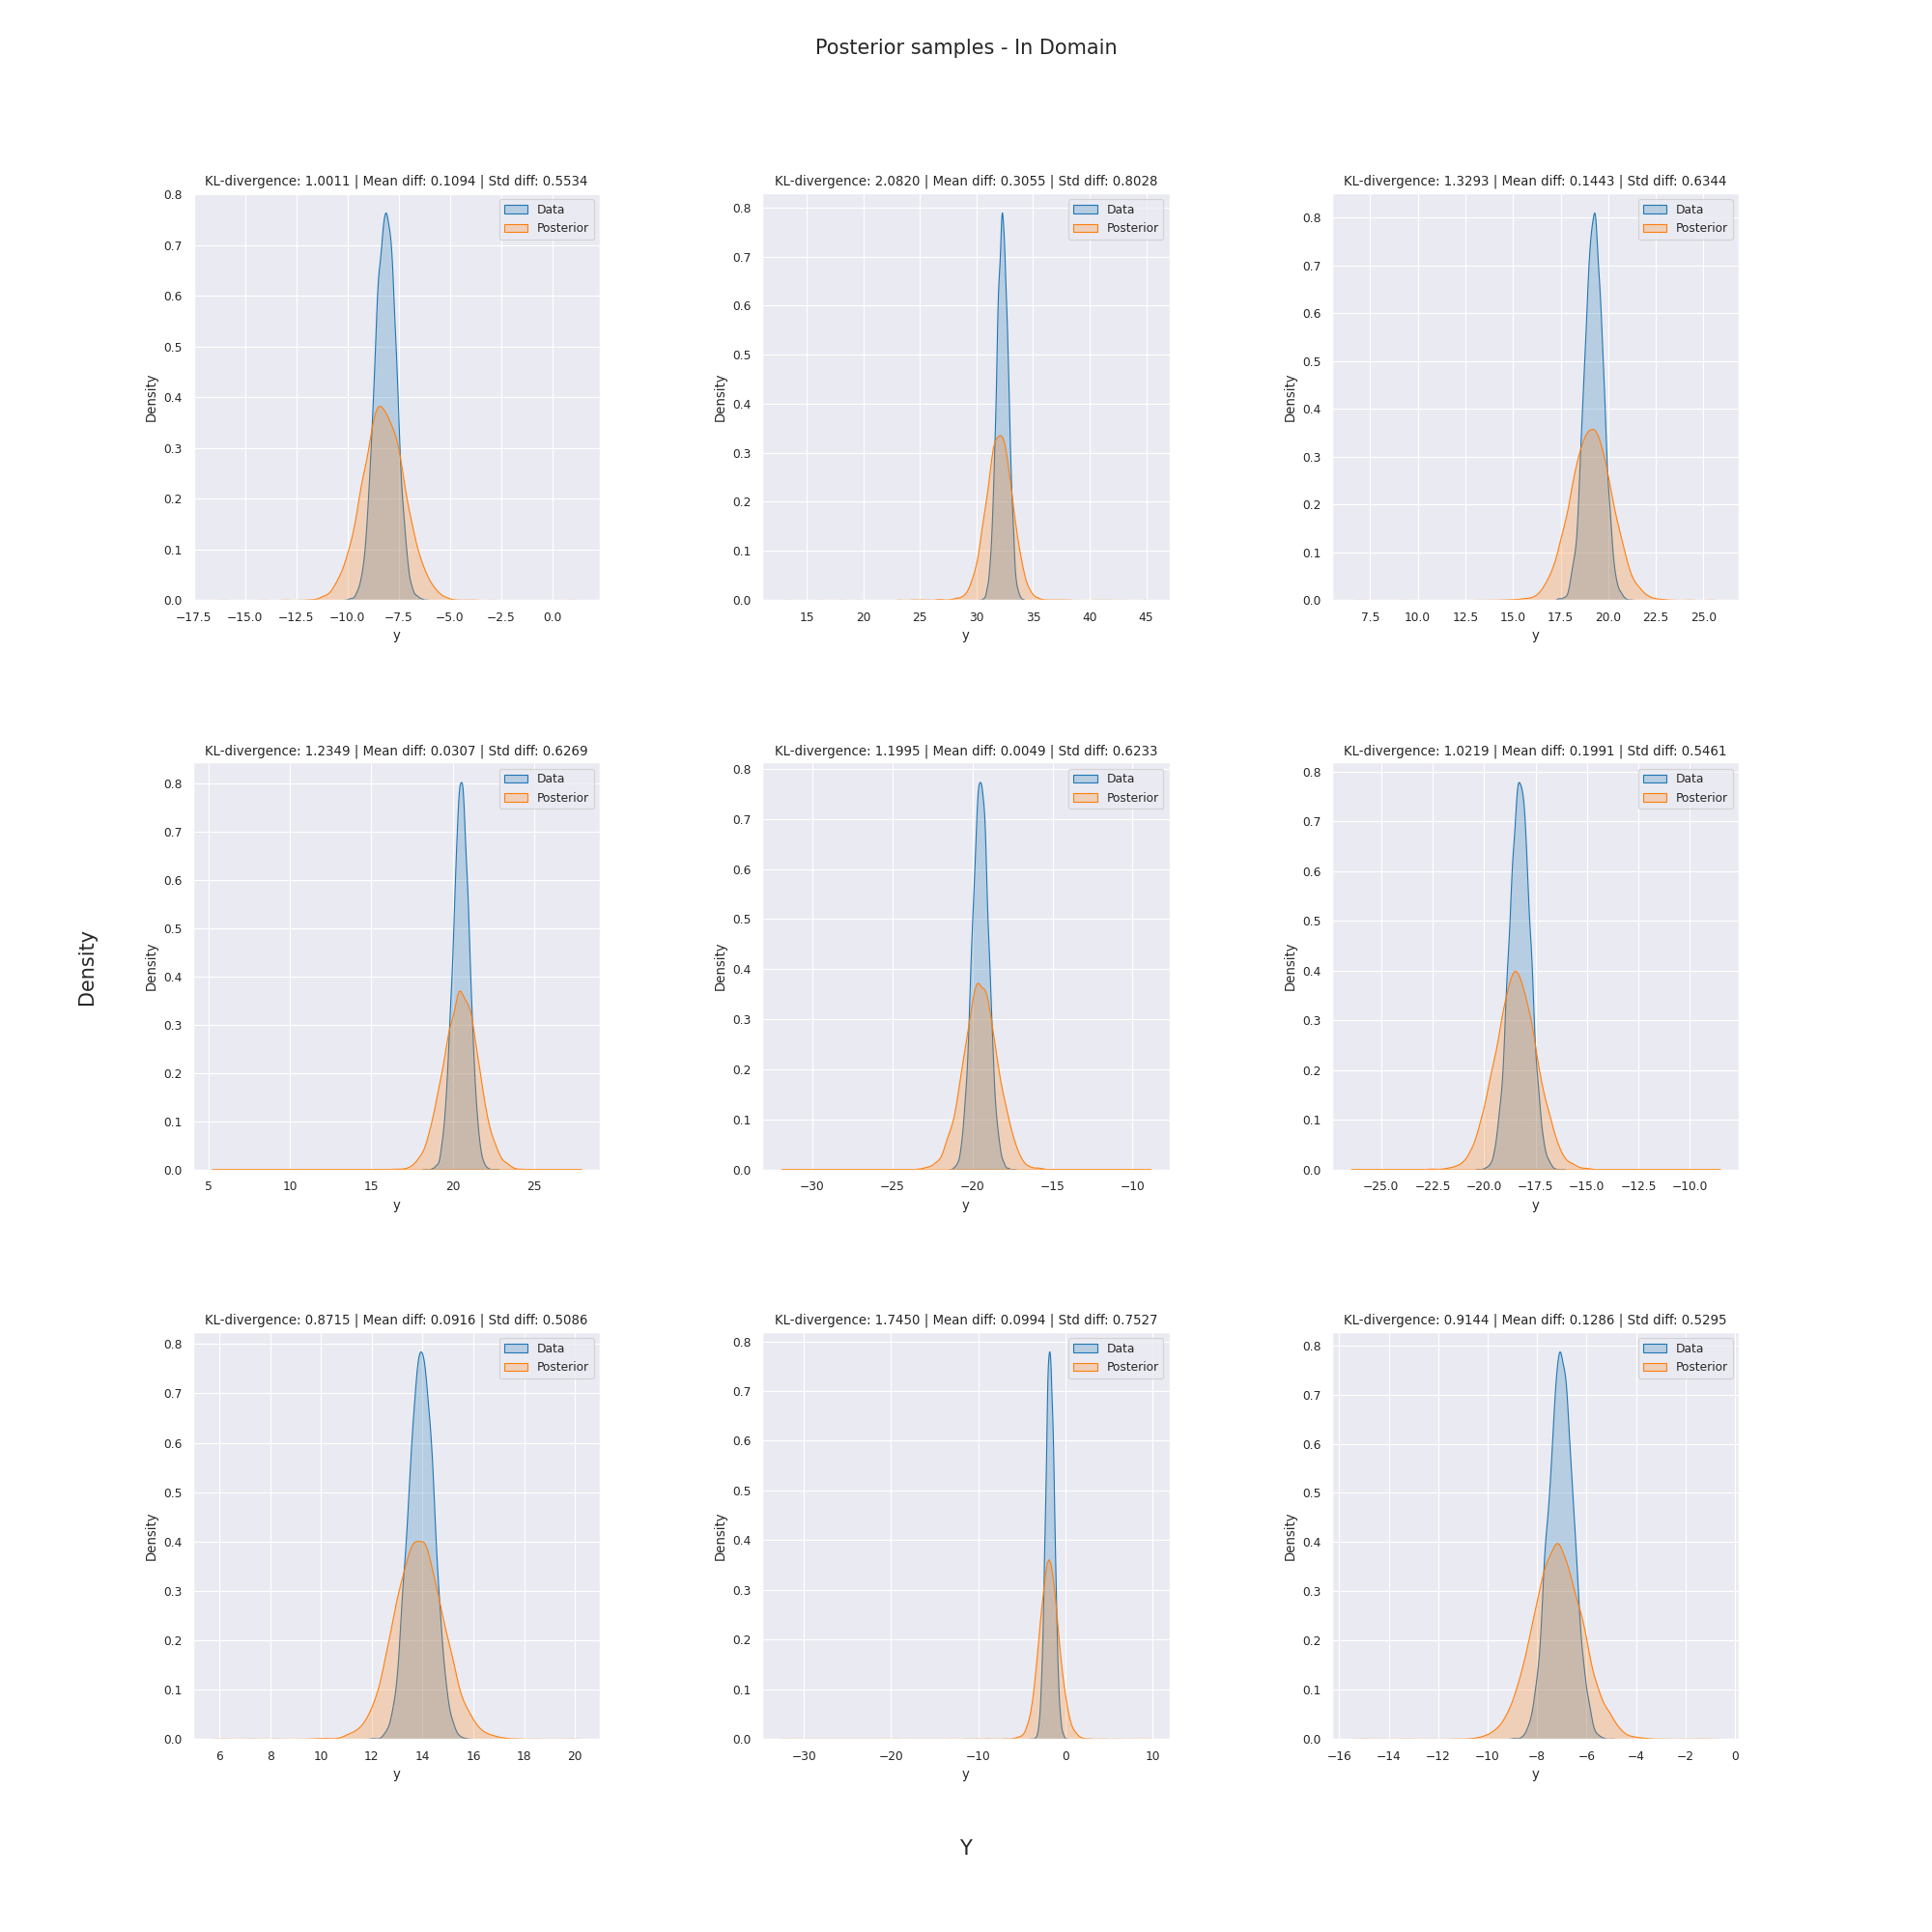 Posterior samples - In Domain
KL-divergence: 1.0011 | Mean diff: 0.1094 | Std diff: 0.5534
Data
Posterior
0.8
0.7
0.6
0.5
0.4
0.3
0.2
0.1
0.0
Density
−17.5 −15.0 −12.5 −10.0 −7.5 −5.0 −2.5 0.0
y
KL-divergence: 2.0820 | Mean diff: 0.3055 | Std diff: 0.8028
Data
Posterior
0.8
0.7
0.6
0.5
0.4
0.3
0.2
0.1
0.0
Density
15 20 25 30 35 40 45
y
KL-divergence: 1.3293 | Mean diff: 0.1443 | Std diff: 0.6344
Data
Posterior
0.8
0.7
0.6
0.5
0.4
0.3
0.2
0.1
0.0
Density
7.5 10.0 12.5 15.0 17.5 20.0 22.5 25.0
y
KL-divergence: 1.2349 | Mean diff: 0.0307 | Std diff: 0.6269
Data
Posterior
0.8
0.7
0.6
0.5
0.4
0.3
0.2
0.1
0.0
Density
5 10 15 20 25
y
KL-divergence: 1.1995 | Mean diff: 0.0049 | Std diff: 0.6233
Data
Posterior
0.8
0.7
0.6
0.5
0.4
0.3
0.2
0.1
0.0
Density
−30 −25 −20 −15 −10
y
KL-divergence: 1.0219 | Mean diff: 0.1991 | Std diff: 0.5461
Data
Posterior
0.8
0.7
0.6
0.5
0.4
0.3
0.2
0.1
0.0
Density
−25.0 −22.5 −20.0 −17.5 −15.0 −12.5 −10.0
y
Density
KL-divergence: 0.8715 | Mean diff: 0.0916 | Std diff: 0.5086
Data
Posterior
0.8
0.7
0.6
0.5
0.4
0.3
0.2
0.1
0.0
Density
6 8 10 12 14 16 18 20
y
KL-divergence: 1.7450 | Mean diff: 0.0994 | Std diff: 0.7527
Data
Posterior
0.8
0.7
0.6
0.5
0.4
0.3
0.2
0.1
0.0
Density
−30 −20 −10 0 10
y
KL-divergence: 0.9144 | Mean diff: 0.1286 | Std diff: 0.5295
Data
Posterior
0.8
0.7
0.6
0.5
0.4
0.3
0.2
0.1
0.0
Density
−16 −14 −12 −10 −8 −6 −4 −2 0
y
Y